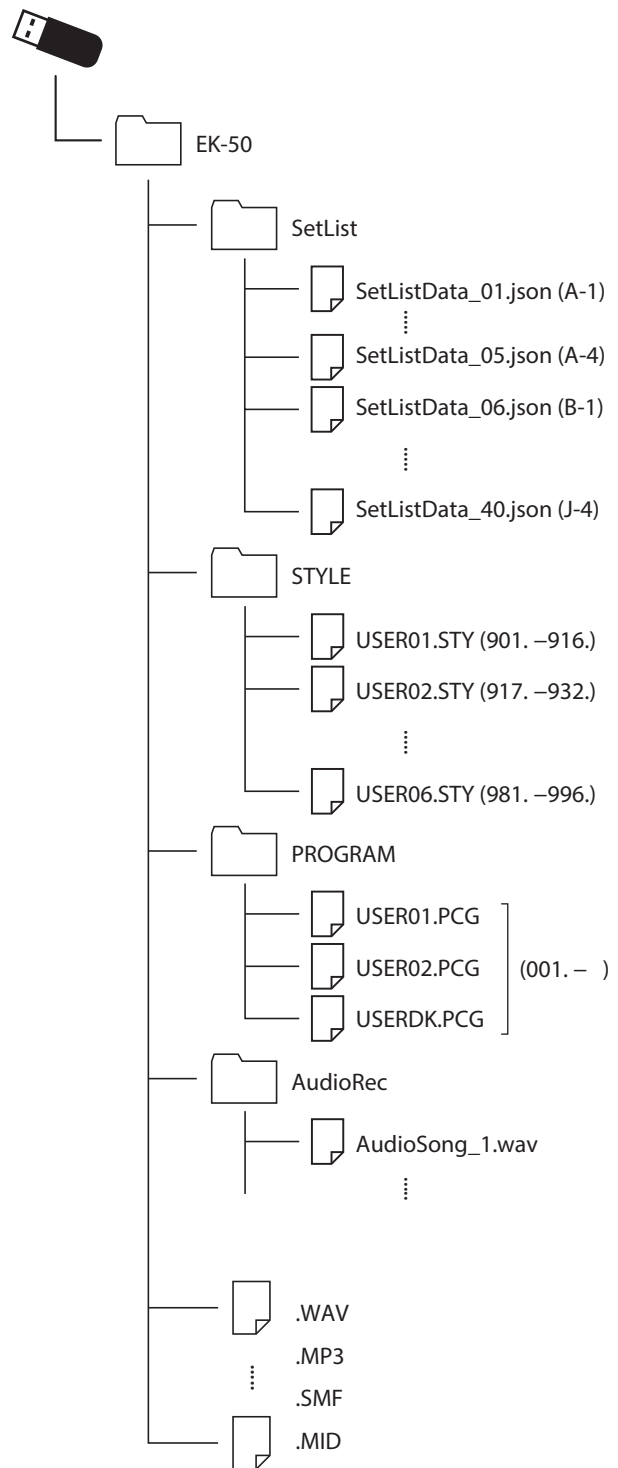 EK-50
SetList
SetListData_01.json (A-1)
SetListData_05.json (A-4)
SetListData_06.json (B-1)
SetListData_40.json (J-4)
STYLE
USER01.STY (901. –916.)
USER02.STY (917. –932.)
USER06.STY (981. –996.)
PROGRAM
USER01.PCG
USER02.PCG
(001. – )
USERDK.PCG
AudioRec
AudioSong_1.wav
.WAV
.MP3
.SMF
.MID